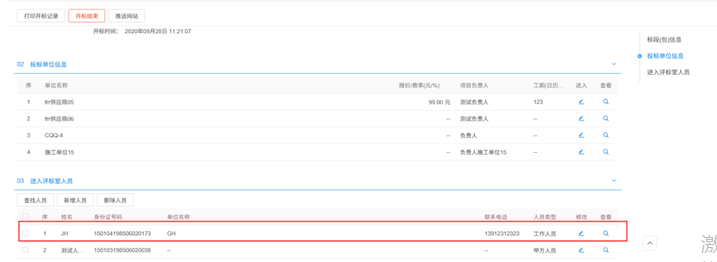 打印开标记录 开标结束 推送网站
开标时间： 2020年09月28日 11:21:07
标段(包)信息
投标单位信息
进入评标室人员
02 投标单位信息
序 单位名称 报价/费率(元/%) 项目负责人 工期(日历... 进入 查看
1 ttr供应商05 99.00 元 测试负责人 123
2 ttr供应商06 -- 测试负责人 --
3 CQQ-4 -- 负责人 --
4 施工单位15 -- 负责人施工单位15 --
03 进入评标室人员
查找人员 新增人员 删除人员
序 姓名 身份证号码 单位名称 联系电话 人员类型 修改 查看
1 JH 150104198506020173 GH 13912312323 工作人员
2 测试人... 150103198506020038 -- -- 甲方人员
激